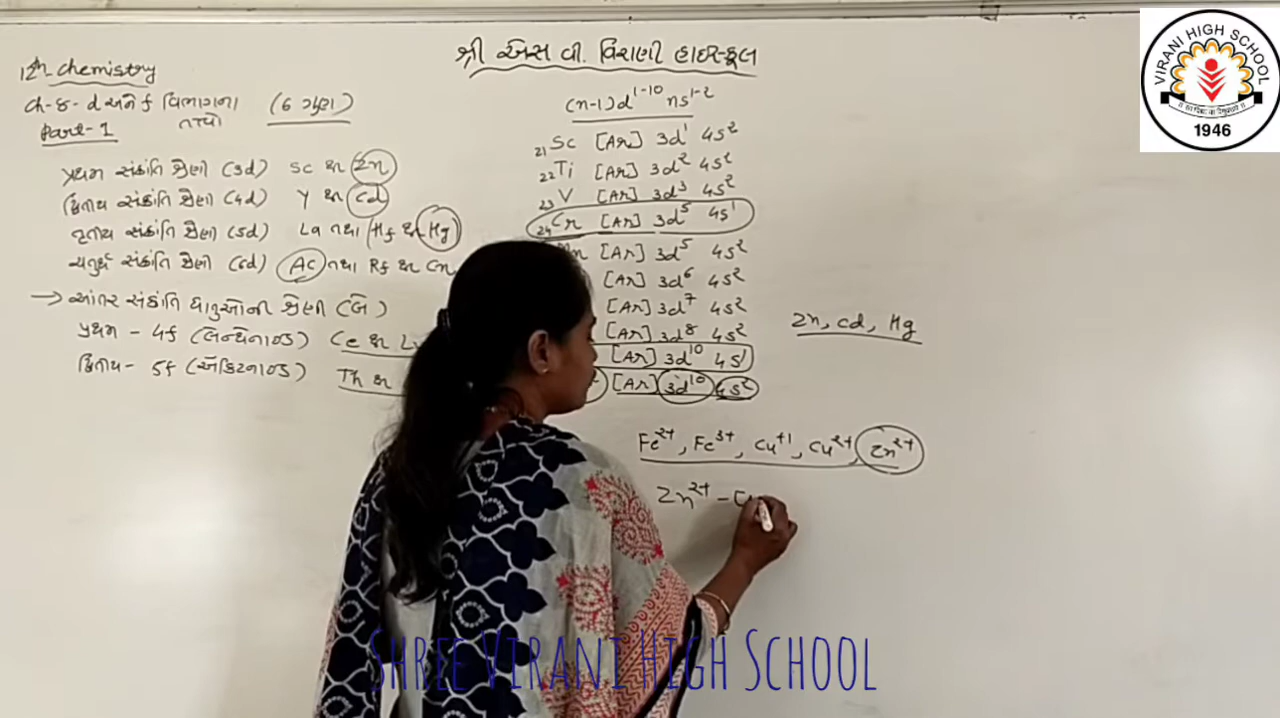 શ્રી એસ વી. વિરાણી હાઇસ્કૂલ
12th chemistry
ch-8- d અને f વિભાગના તત્વો (6 ગુણ)
Part-1
પ્રથમ સંક્રાંતિ શ્રેણી (3d) Sc થી Zn
દ્વિતીય સંક્રાંતિ શ્રેણી (4d) Y થી Cd
તૃતીય સંક્રાંતિ શ્રેણી (5d) La તથા Hf થી Hg
ચતુર્થ સંક્રાંતિ શ્રેણી (6d) Ac તથા Rf થી Cn
→ આંતર સંક્રાંતિ ધાતુઓની શ્રેણી (બે)
પ્રથમ - 4f (લેન્થેનાઇડ) Ce થી
દ્વિતીય - 5f (એક્ટિનાઇડ) Th થી
(n-1)d¹⁻¹⁰ ns¹⁻²
₂₁Sc [Ar] 3d¹ 4s²
₂₂Ti [Ar] 3d² 4s²
₂₃V [Ar] 3d³ 4s²
₂₄Cr [Ar] 3d⁵ 4s¹
[Ar] 3d⁵ 4s²
[Ar] 3d⁶ 4s²
[Ar] 3d⁷ 4s²
[Ar] 3d⁸ 4s²
[Ar] 3d¹⁰ 4s¹
[Ar] 3d¹⁰ 4s²
Zn, Cd, Hg
Fe²⁺, Fe³⁺, Cu⁺¹, Cu²⁺, Zn²⁺
Zn²⁺ - [
VIRANI HIGH SCHOOL
1946
SHREE VIRANI HIGH SCHOOL